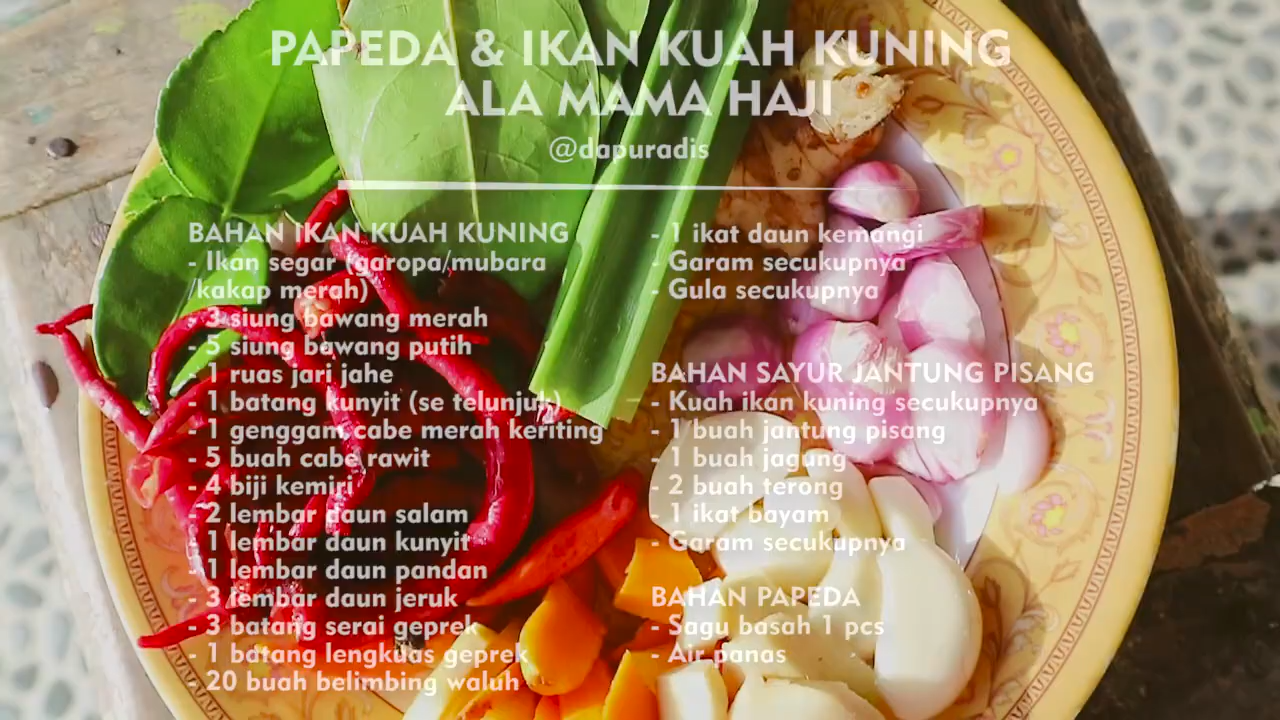 PAPEDA & IKAN KUAH KUNING
ALA MAMA HAJI
@dapuradis
BAHAN IKAN KUAH KUNING
- Ikan segar (garopa/mubara
/kakap merah)
- 3 siung bawang merah
- 5 siung bawang putih
- 1 ruas jari jahe
- 1 batang kunyit (se telunjuk)
- 1 genggam cabe merah keriting
- 5 buah cabe rawit
- 4 biji kemiri
- 2 lembar daun salam
- 1 lembar daun kunyit
- 1 lembar daun pandan
- 3 lembar daun jeruk
- 3 batang serai geprek
- 1 batang lengkuas geprek
- 20 buah belimbing waluh
- 1 ikat daun kemangi
- Garam secukupnya
- Gula secukupnya
BAHAN SAYUR JANTUNG PISANG
- Kuah ikan kuning secukupnya
- 1 buah jantung pisang
- 1 buah jagung
- 2 buah terong
- 1 ikat bayam
- Garam secukupnya
BAHAN PAPEDA
- Sagu basah 1 pcs
- Air panas